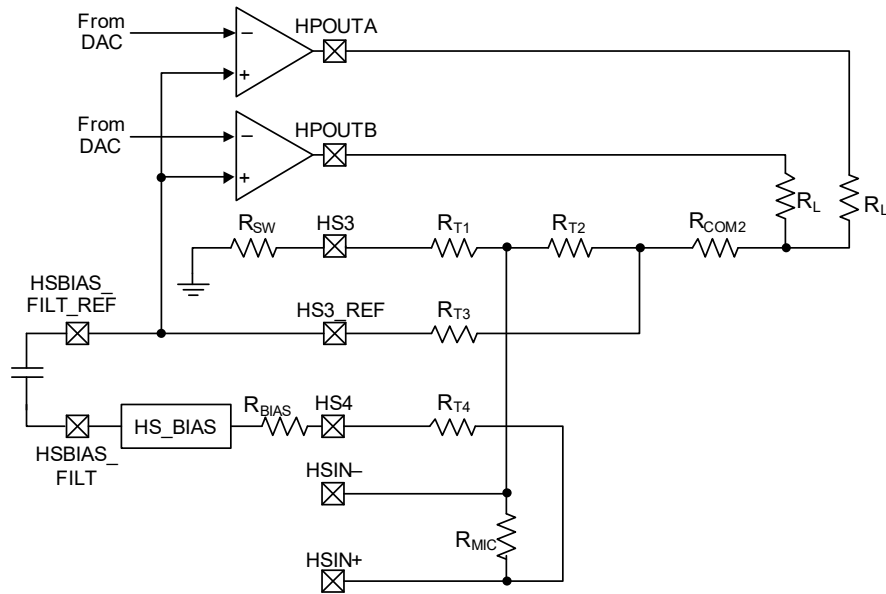 From
DAC
−
+
HPOUTA
From
DAC
−
+
HPOUTB
RL
RL
RSW
HS3
RT1
RT2
RCOM2
HSBIAS_
FILT_REF
HS3_REF
RT3
HS_BIAS
RBIAS
HS4
RT4
HSBIAS_
FILT
HSIN–
RMIC
HSIN+